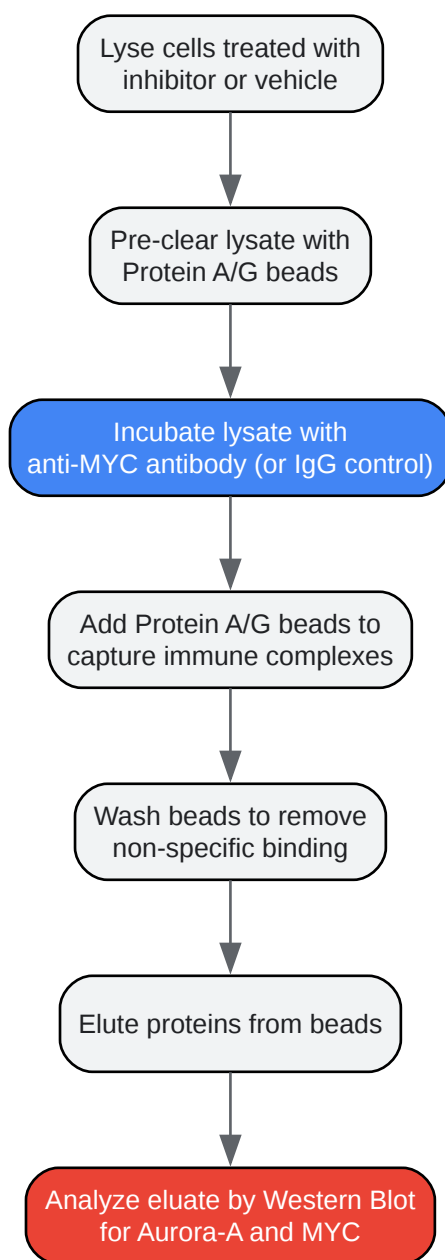 Lyse cells treated with
inhibitor or vehicle
Pre-clear lysate with
Protein A/G beads
Incubate lysate with
anti-MYC antibody (or IgG control)
Add Protein A/G beads to
capture immune complexes
Wash beads to remove
non-specific binding
Elute proteins from beads
Analyze eluate by Western Blot
for Aurora-A and MYC